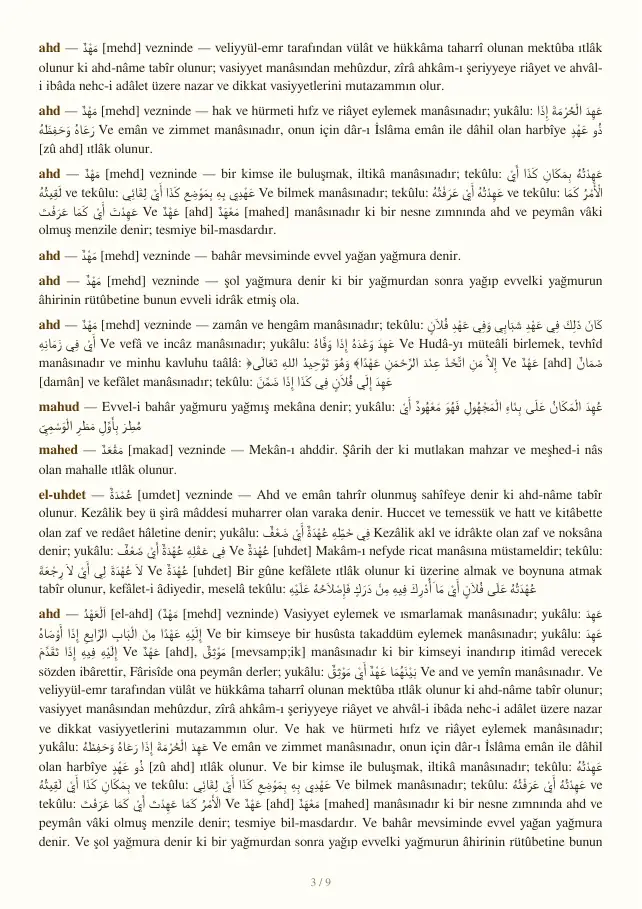 ahd — مَهْدٌ [mehd] vezninde — veliyyül-emr tarafından vülât ve hükkâma taharrî olunan mektûba ıtlâk
olunur ki ahd-nâme tabîr olunur; vasiyyet manâsından mehûzdur, zîrâ ahkâm-ı şeriyyeye riâyet ve ahvâl-
i ibâda nehc-i adâlet üzere nazar ve dikkat vasiyyetlerini mutazammın olur.
ahd — مَهْدٌ [mehd] vezninde — hak ve hürmeti hıfz ve riâyet eylemek manâsınadır; yukâlu: عَهِدَ الْحُرْمَةَ إِذَا
رَعَاهُ وَحَفِظَهُ Ve emân ve zimmet manâsınadır, onun için dâr-ı İslâma emân ile dâhil olan harbîye ذُو عَهْدٍ
[zû ahd] ıtlâk olunur.
ahd — مَهْدٌ [mehd] vezninde — bir kimse ile buluşmak, iltikâ manâsınadır; tekûlu: عَهِدْتُهُ بِمَكَانِ كَذَا أَيْ
لَقِيتُهُ ve tekûlu: عَهْدِي بِهِ بِمَوْضِعِ كَذَا أَيْ لِقَائِي Ve bilmek manâsınadır; tekûlu: عَهِدْتُهُ أَيْ عَرَفْتُهُ ve tekûlu: اَلْأَمْرُ كَمَا
عَهِدْتَ أَيْ كَمَا عَرَفْتَ Ve عَهْدٌ [ahd] مَعْهَدٌ [mahed] manâsınadır ki bir nesne zımnında ahd ve peymân vâki
olmuş menzile denir; tesmiye bil-masdardır.
ahd — مَهْدٌ [mehd] vezninde — bahâr mevsiminde evvel yağan yağmura denir.
ahd — مَهْدٌ [mehd] vezninde — şol yağmura denir ki bir yağmurdan sonra yağıp evvelki yağmurun
âhirinin rütûbetine bunun evveli idrâk etmiş ola.
ahd — مَهْدٌ [mehd] vezninde — zamân ve hengâm manâsınadır; tekûlu: كَانَ ذَلِكَ فِي عَهْدِ شَبَابِي وَفِي عَهْدِ فُلاَنٍ
أَيْ فِي زَمَانِهِ Ve vefâ ve incâz manâsınadır; yukâlu: عَهِدَ وَعْدَهُ إِذَا وَفَاهُ Ve Hudâ-yı müteâli birlemek, tevhîd
manâsınadır ve minhu kavluhu taâlâ: ﴿إِلاَّ مَنِ اتَّخَذَ عِنْدَ الرَّحْمَنِ عَهْدًا﴾ وَهُوَ تَوْحِيدُ اللهِ تَعَالَى Ve عَهْدٌ [ahd] ضَمَانٌ
[damân] ve kefâlet manâsınadır; tekûlu: عَهِدَ إِلَي فُلاَنٍ فِي كَذَا إِذَا ضَمِنَ
mahud — Evvel-i bahâr yağmuru yağmış mekâna denir; yukâlu: عُهِدَ الْمَكَانُ عَلَى بِنَاءِ الْمَجْهُولِ فَهُوَ مَعْهُودٌ أَيْ
مُطِرَ بِأَوَّلِ مَطَرِ الْوَسْمِيِّ
mahed — مَقْعَدٌ [makad] vezninde — Mekân-ı ahddir. Şârih der ki mutlakan mahzar ve meşhed-i nâs
olan mahalle ıtlâk olunur.
el-uhdet — عُمْدَةٌ [umdet] vezninde — Ahd ve emân tahrîr olunmuş sahîfeye denir ki ahd-nâme tabîr
olunur. Kezâlik bey ü şirâ mâddesi muharrer olan varaka denir. Huccet ve temessük ve hatt ve kitâbette
olan zaf ve redâet hâletine denir; yukâlu: فِي خَطِّهِ عُهْدَةٌ أَيْ ضَعْفٌ Kezâlik akl ve idrâkte olan zaf ve noksâna
denir; yukâlu: فِي عَقْلِهِ عُهْدَةٌ أَيْ ضَعْفٌ Ve عُهْدَةٌ [uhdet] Makâm-ı nefyde ricat manâsına müstameldir; tekûlu:
لاَ عُهْدَةَ لِي أَيْ لاَ رِجْعَةَ Ve عُهْدَةٌ [uhdet] Bir gûne kefâlete ıtlâk olunur ki üzerine almak ve boynuna atmak
tabîr olunur, kefâlet-i âdiyedir, meselâ tekûlu: عُهْدَتُهُ عَلَى فُلاَنٍ أَيْ مَا أُدْرِكَ فِيهِ مِنْ دَرَكٍ فَإِصْلاَحُهُ عَلَيْهِ
ahd — اَلْعَهْدُ [el-ahd] (مَهْدٌ [mehd] vezninde) Vasiyyet eylemek ve ısmarlamak manâsınadır; yukâlu: عَهِدَ
إِلَيْهِ عَهْدًا مِنَ الْبَابِ الرَّابِعِ إِذَا أَوْصَاهُ Ve bir kimseye bir husûsta takaddüm eylemek manâsınadır; yukâlu: عَهِدَ
إِلَيْهِ فِيهِ إِذَا تَقَدَّمَ Ve عَهْدٌ [ahd], مَوْثِقٌ [mevsamp;ik] manâsınadır ki bir kimseyi inandırıp itimâd verecek
sözden ibârettir, Fârisîde ona peymân derler; yukâlu: بَيْنَهُمَا عَهْدٌ أَيْ مَوْثِقٌ Ve and ve yemîn manâsınadır. Ve
veliyyül-emr tarafından vülât ve hükkâma taharrî olunan mektûba ıtlâk olunur ki ahd-nâme tabîr olunur;
vasiyyet manâsından mehûzdur, zîrâ ahkâm-ı şeriyyeye riâyet ve ahvâl-i ibâda nehc-i adâlet üzere nazar
ve dikkat vasiyyetlerini mutazammın olur. Ve hak ve hürmeti hıfz ve riâyet eylemek manâsınadır;
yukâlu: عَهِدَ الْحُرْمَةَ إِذَا رَعَاهُ وَحَفِظَهُ Ve emân ve zimmet manâsınadır, onun için dâr-ı İslâma emân ile dâhil
olan harbîye ذُو عَهْدٍ [zû ahd] ıtlâk olunur. Ve bir kimse ile buluşmak, iltikâ manâsınadır; tekûlu: عَهِدْتُهُ
بِمَكَانِ كَذَا أَيْ لَقِيتُهُ ve tekûlu: عَهْدِي بِهِ بِمَوْضِعِ كَذَا أَيْ لِقَائِي Ve bilmek manâsınadır; tekûlu: عَهِدْتُهُ أَيْ عَرَفْتُهُ ve
tekûlu: اَلْأَمْرُ كَمَا عَهِدْتَ أَيْ كَمَا عَرَفْتَ Ve عَهْدٌ [ahd] مَعْهَدٌ [mahed] manâsınadır ki bir nesne zımnında ahd ve
peymân vâki olmuş menzile denir; tesmiye bil-masdardır. Ve bahâr mevsiminde evvel yağan yağmura
denir. Ve şol yağmura denir ki bir yağmurdan sonra yağıp evvelki yağmurun âhirinin rütûbetine bunun
3 / 9